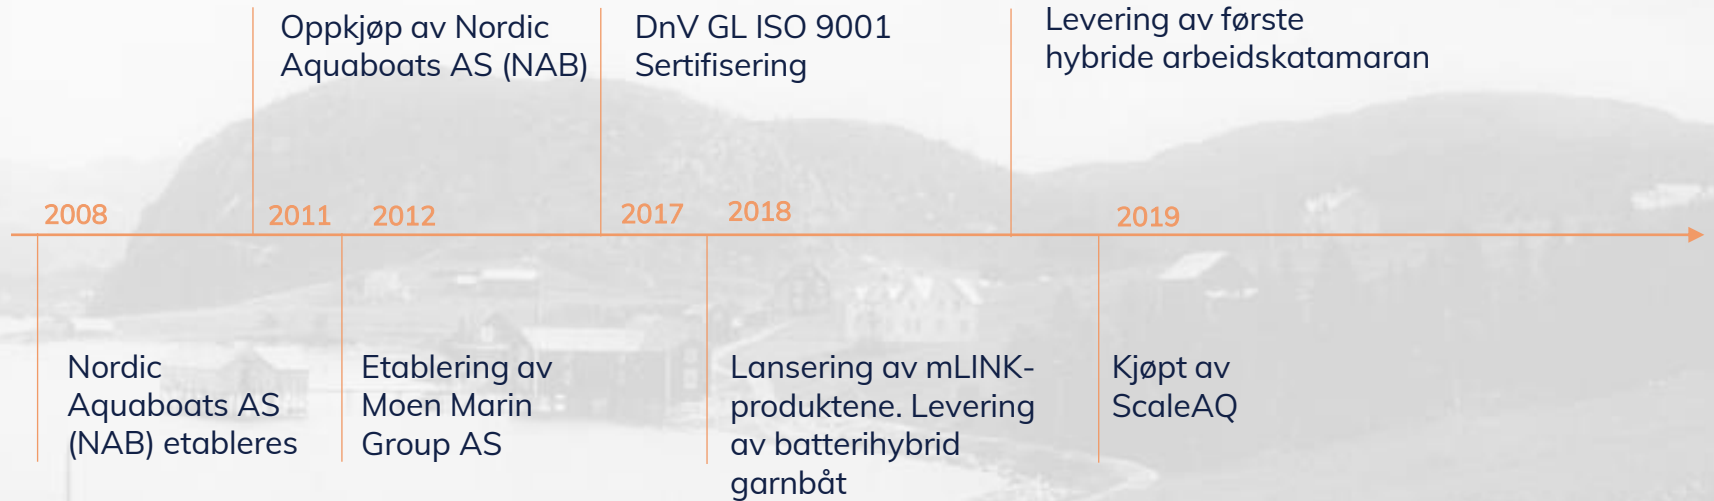 Oppkjøp av Nordic
Aquaboats AS (NAB)
DnV GL ISO 9001
Sertifisering
Levering av første
hybride arbeidskatamaran
2008
2011
2012
2017
2018
2019
Nordic
Aquaboats AS
(NAB) etableres
Etablering av
Moen Marin
Group AS
Lansering av mLINK-
produktene. Levering
av batterihybrid
garnbåt
Kjøpt av
ScaleAQ